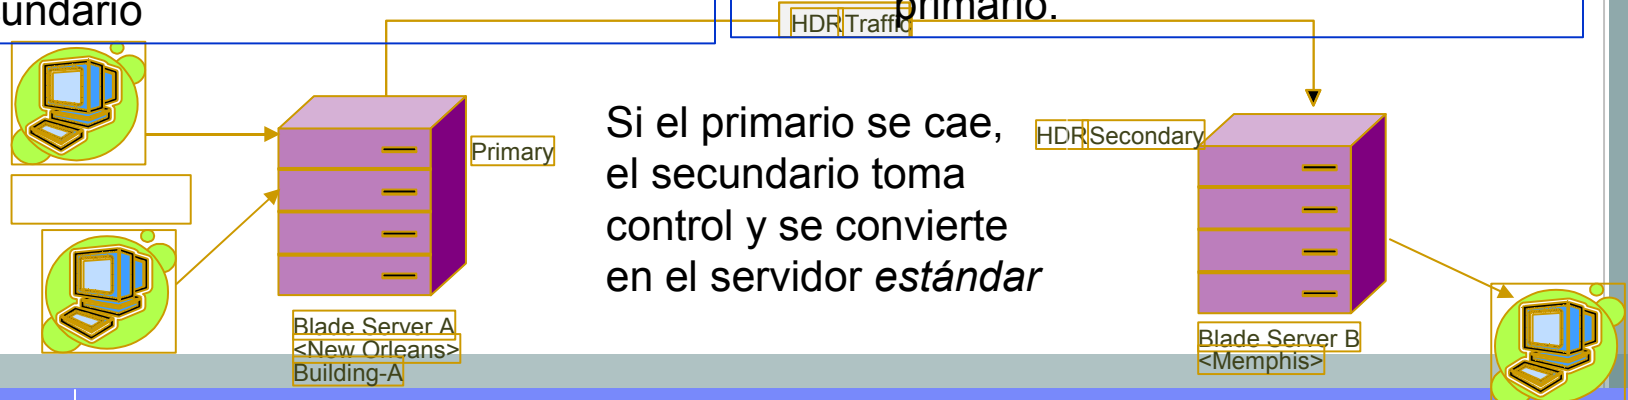 undario
primario.
HDR Traffic
Primary
Si el primario se cae,
el secundario toma
control y se convierte
en el servidor estándar
HDR Secondary
Blade Server A
<New Orleans>
Building-A
Blade Server B
<Memphis>